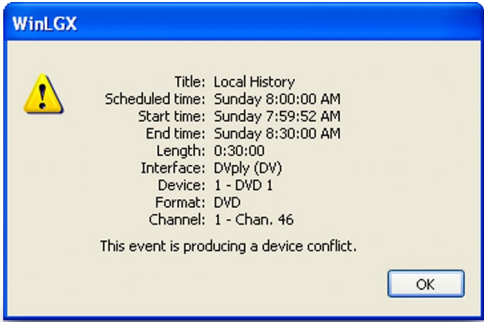 WinLGX
Title: Local History
Scheduled time: Sunday 8:00:00 AM
Start time: Sunday 7:59:52 AM
End time: Sunday 8:30:00 AM
Length: 0:30:00
Interface: DVply (DV)
Device: 1 - DVD 1
Format: DVD
Channel: 1 - Chan. 46
This event is producing a device conflict.
OK